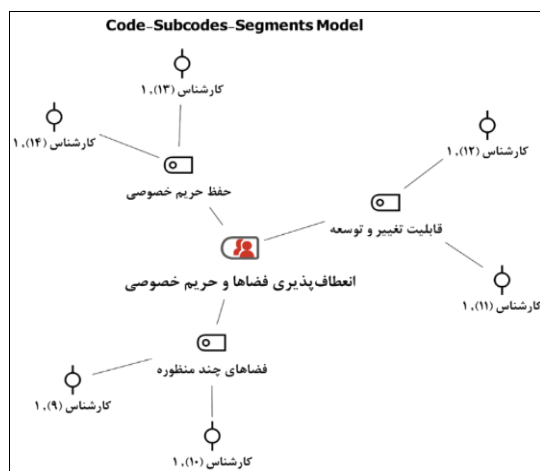 Code-Subcodes-Segments Model
کارشناس (۱۳)، ۱
کارشناس (۱۴)، ۱
کارشناس (۱۲)، ۱
حفظ حریم خصوصی
قابلیت تغییر و توسعه
انعطاف‌پذیری فضاها و حریم خصوصی
کارشناس (۱۱)، ۱
فضاهای چند منظوره
کارشناس (۹)، ۱
کارشناس (۱۰)، ۱